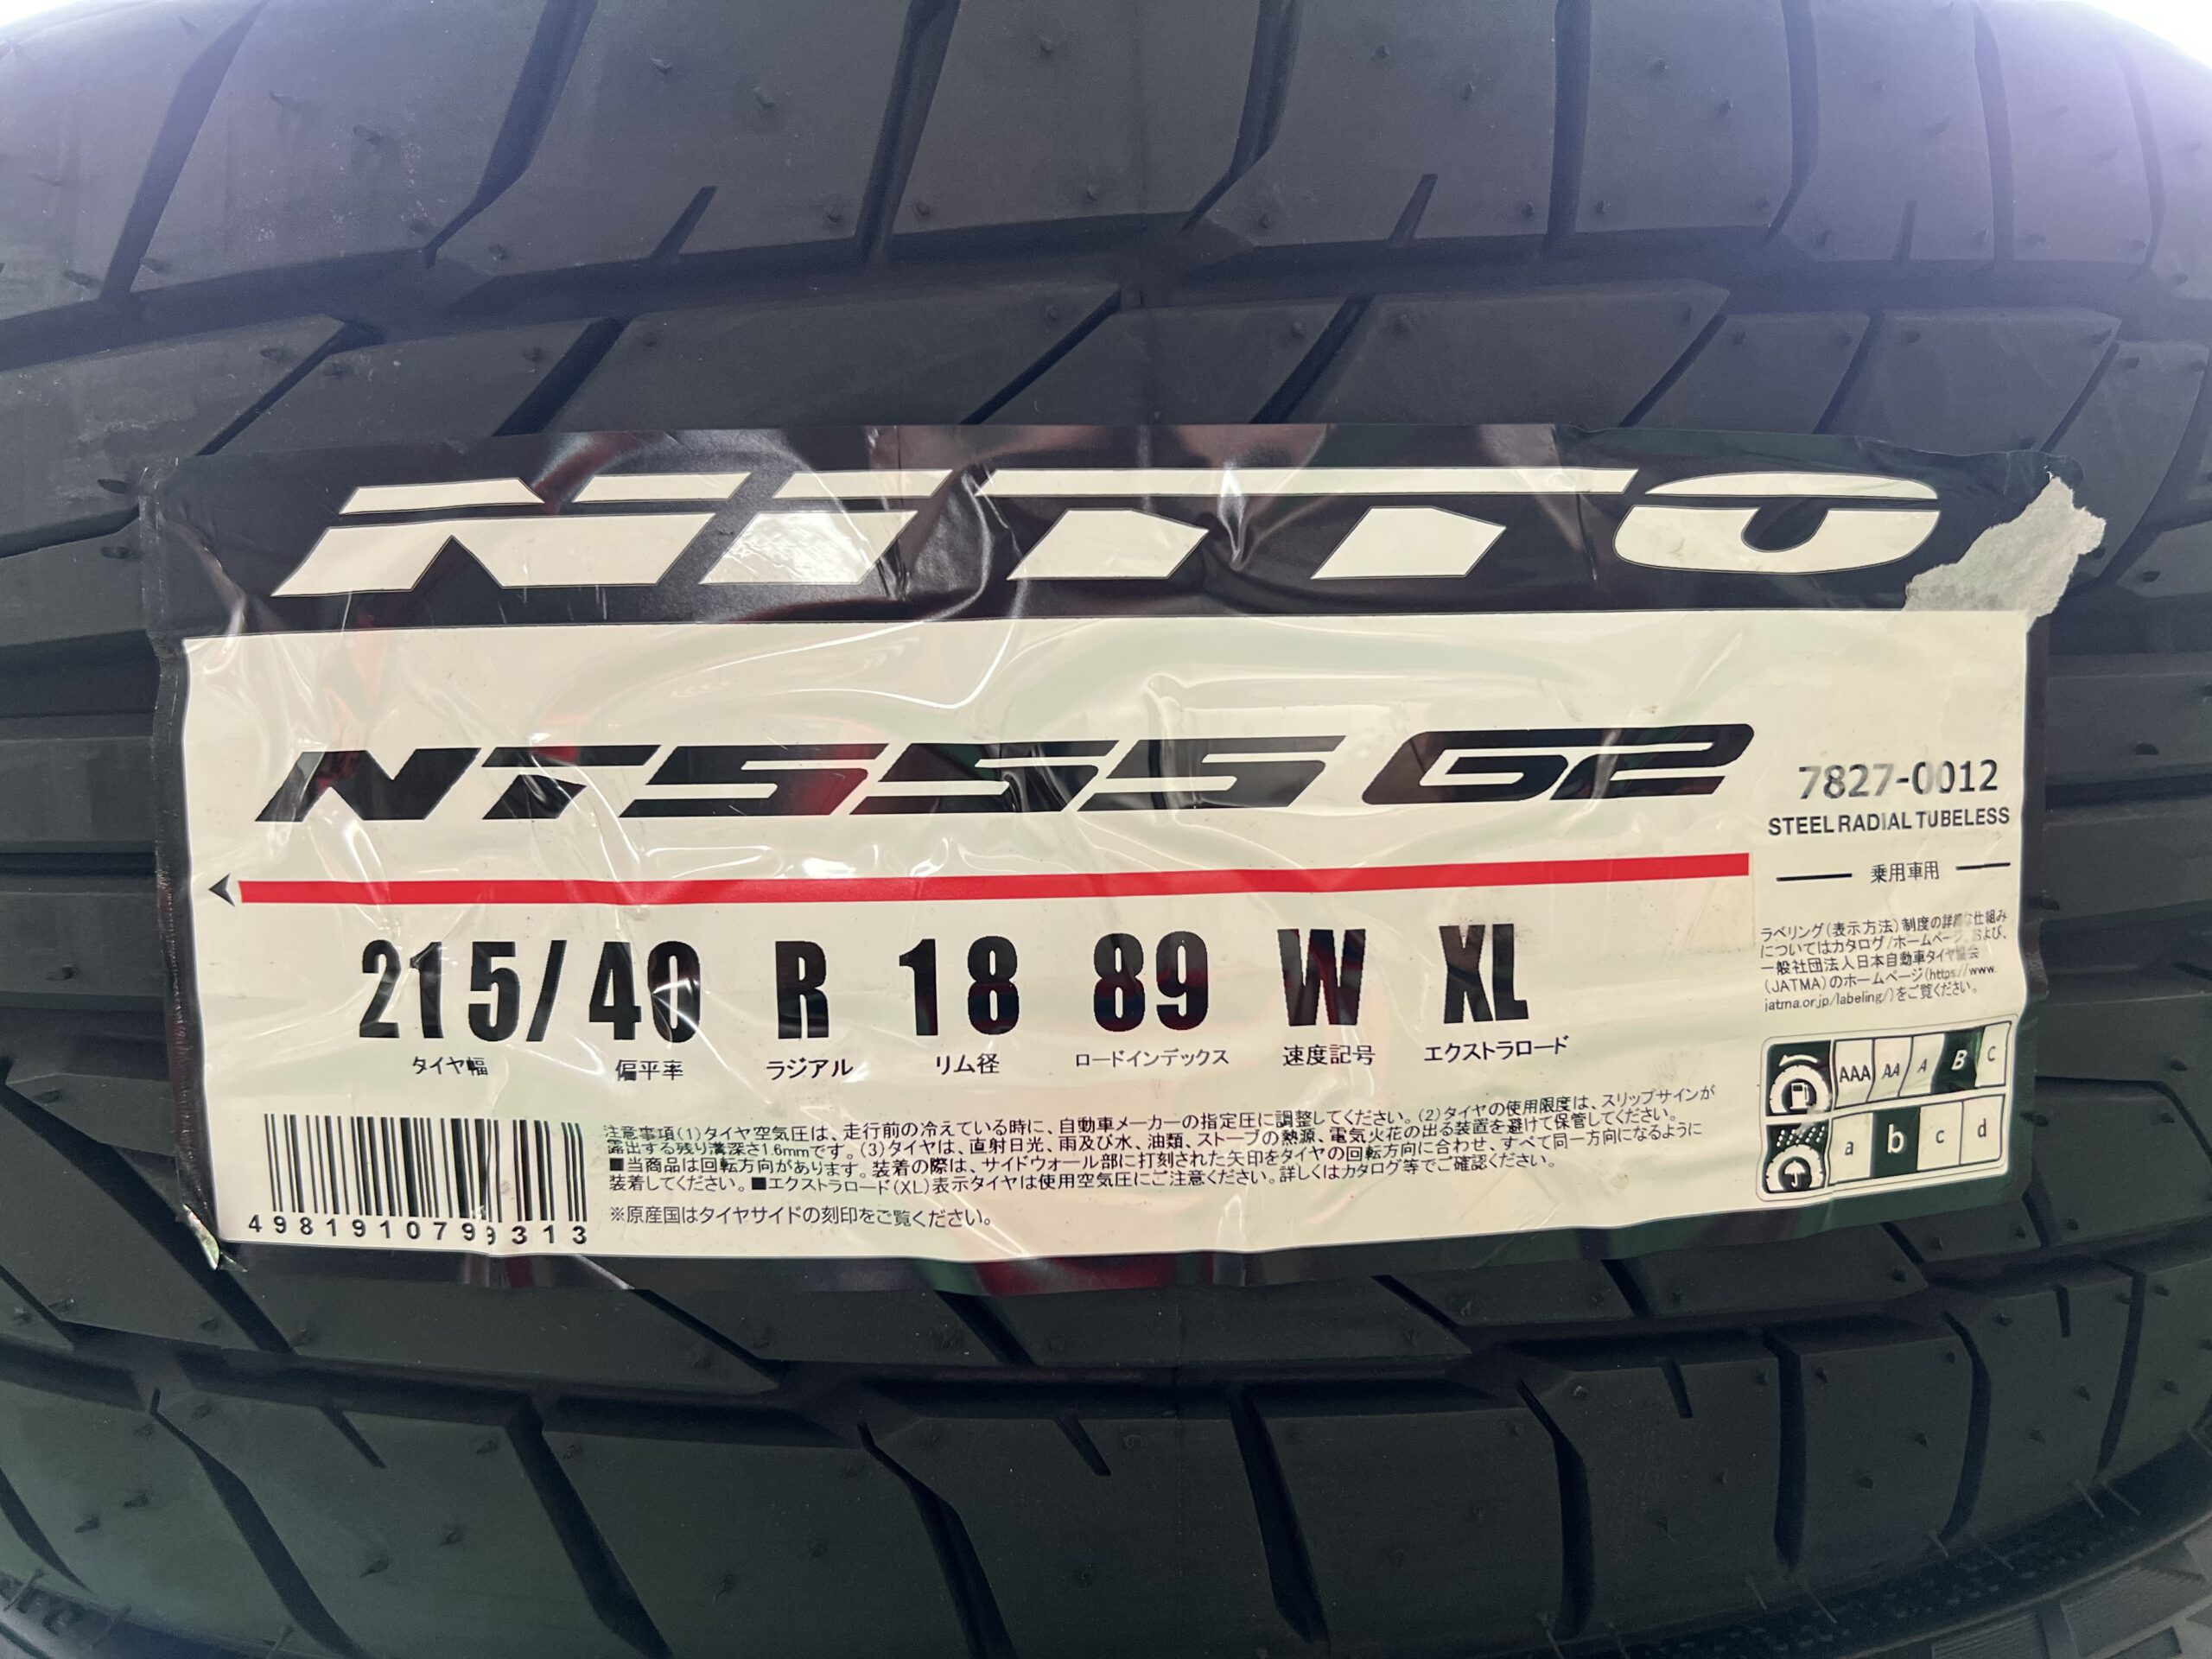 NITTO
NT555 G2
7827-0012
STEEL RADIAL TUBELESS
乗用車用
215/40 R 18 89 W XL
タイヤ幅 偏平率 ラジアル リム径 ロードインデックス 速度記号 エクストラロード
ラベリング(表示方法)制度の詳細な仕組み
についてはカタログ/ホームページ、および、
一般社団法人日本自動車タイヤ協会
(JATMA)のホームページ(https://www.
jatma.or.jp/labeling/)をご覧ください。
AAA AA A B C
a b c d
注意事項(1)タイヤ空気圧は、走行前の冷えている時に、自動車メーカーの指定圧に調整してください。(2)タイヤの使用限度は、スリップサインが
露出する残り溝深さ1.6mmです。(3)タイヤは、直射日光、雨及び水、油類、ストーブの熱源、電気火花の出る装置を避けて保管してください。
■当商品は回転方向があります。装着の際は、サイドウォール部に打刻された矢印をタイヤの回転方向に合わせ、すべて同一方向になるように
装着してください。■エクストラロード(XL)表示タイヤは使用空気圧にご注意ください。詳しくはカタログ等でご確認ください。
※原産国はタイヤサイドの刻印をご覧ください。
4981910799313